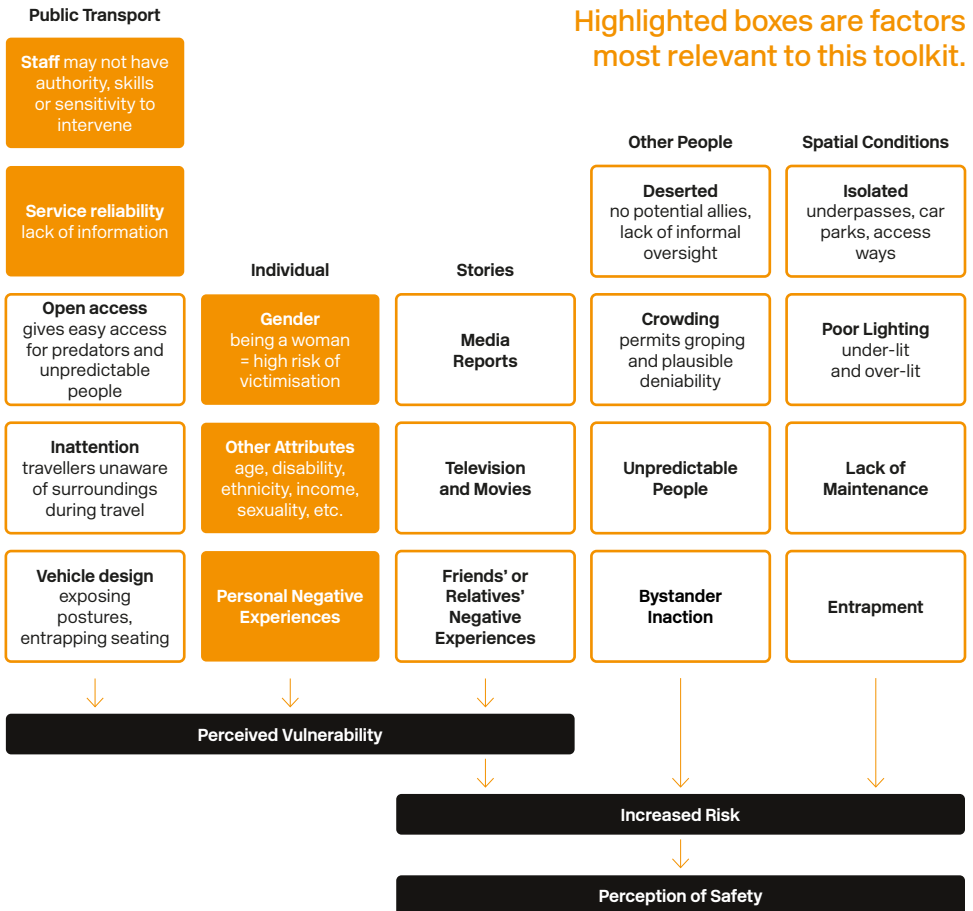 Public Transport
Highlighted boxes are factors
most relevant to this toolkit.
Staff may not have
authority, skills
or sensitivity to
intervene
Service reliability
lack of information
Open access
gives easy access
for predators and
unpredictable
people
Inattention
travellers unaware
of surroundings
during travel
Vehicle design
exposing
postures,
entrapping seating
Individual
Gender
being a woman
= high risk of
victimisation
Other Attributes
age, disability,
ethnicity, income,
sexuality, etc.
Personal Negative
Experiences
Stories
Media
Reports
Television
and Movies
Friends’ or
Relatives’
Negative
Experiences
Other People
Deserted
no potential allies,
lack of informal
oversight
Crowding
permits groping
and plausible
deniability
Unpredictable
People
Bystander
Inaction
Spatial Conditions
Isolated
underpasses, car
parks, access
ways
Poor Lighting
under-lit
and over-lit
Lack of
Maintenance
Entrapment
Perceived Vulnerability
Increased Risk
Perception of Safety